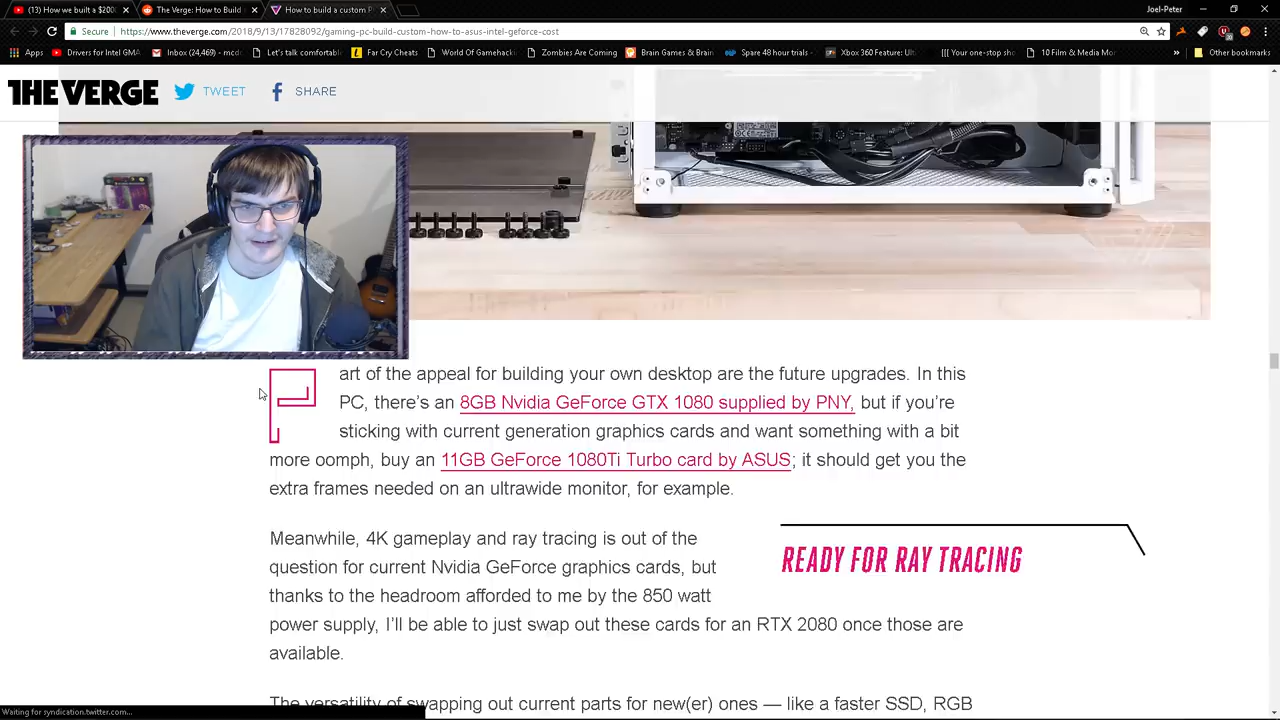 (13) How we built a $200
The Verge: How to Build
How to build a custom P
Joel-Peter
Secure
https://www.theverge.com/2018/9/13/17828092/gaming-pc-build-custom-how-to-asus-intel-geforce-cost
Apps
Drivers for Intel GMA
Inbox (24,469) - mcd
Let's talk comfortabl
Far Cry Cheats
World Of Gamehack
Zombies Are Coming
Brain Games & Brain
Spare 48 hour trials -
Xbox 360 Feature: Ult
[[[ Your one-stop sho
10 Film & Media Mo
Other bookmarks
THE VERGE
TWEET
SHARE
Part of the appeal for building your own desktop are the future upgrades. In this
PC, there's an 8GB Nvidia GeForce GTX 1080 supplied by PNY, but if you're
sticking with current generation graphics cards and want something with a bit
more oomph, buy an 11GB GeForce 1080Ti Turbo card by ASUS; it should get you the
extra frames needed on an ultrawide monitor, for example.
Meanwhile, 4K gameplay and ray tracing is out of the
question for current Nvidia GeForce graphics cards, but
thanks to the headroom afforded to me by the 850 watt
power supply, I'll be able to just swap out these cards for an RTX 2080 once those are
available.
READY FOR RAY TRACING
The versatility of swapping out current parts for new(er) ones — like a faster SSD, RGB
Waiting for syndication.twitter.com...